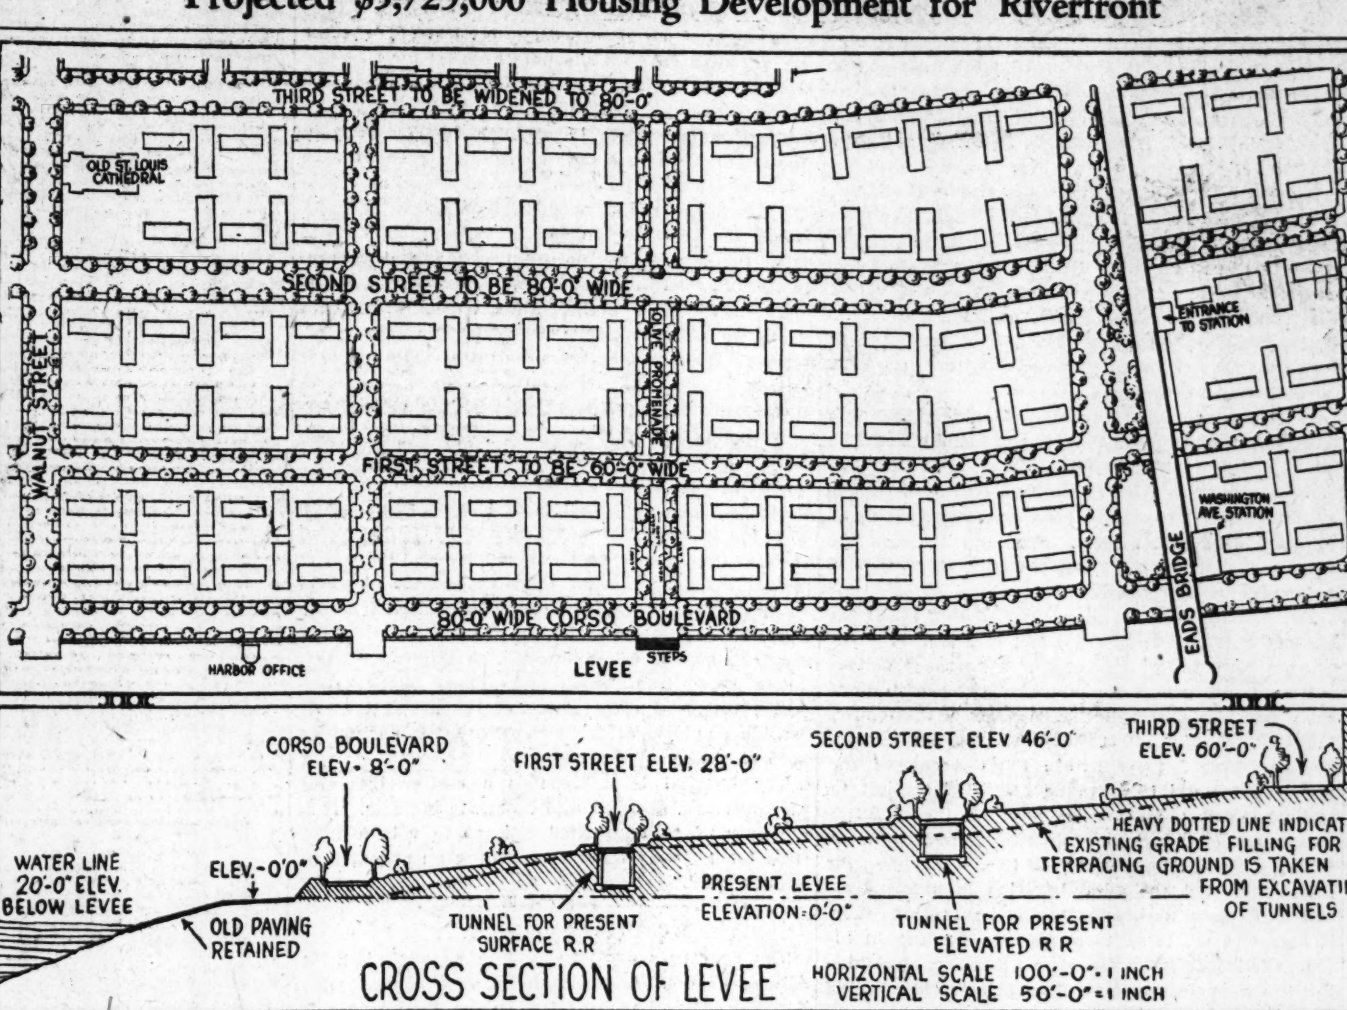 Projected $3,725,000 Housing Development for Riverfront
THIRD STREET TO BE WIDENED TO 80'-0"
OLD ST. LOUIS
CATHEDRAL
SECOND STREET TO BE 80'-0" WIDE
ENTRANCE
TO STATION
WALNUT STREET
OLIVE PROMENADE
FIRST STREET TO BE 60'-0" WIDE
WASHINGTON
AVE. STATION
EADS BRIDGE
80'-0" WIDE CORSO BOULEVARD
HARBOR OFFICE
LEVEE
STEPS
CORSO BOULEVARD
ELEV- 8'-0"
FIRST STREET ELEV. 28'-0"
SECOND STREET ELEV. 46'-0"
THIRD STREET
ELEV. 60'-0"
WATER LINE
20'-0" ELEV.
BELOW LEVEE
ELEV.-0'0"
OLD PAVING
RETAINED
TUNNEL FOR PRESENT
SURFACE R.R
PRESENT LEVEE
ELEVATION=0'-0"
TUNNEL FOR PRESENT
ELEVATED R R
HEAVY DOTTED LINE INDICAT
EXISTING GRADE FILLING FOR
TERRACING GROUND IS TAKEN
FROM EXCAVATI
OF TUNNELS
CROSS SECTION OF LEVEE
HORIZONTAL SCALE 100'-0"=1 INCH
VERTICAL SCALE 50'-0"=1 INCH